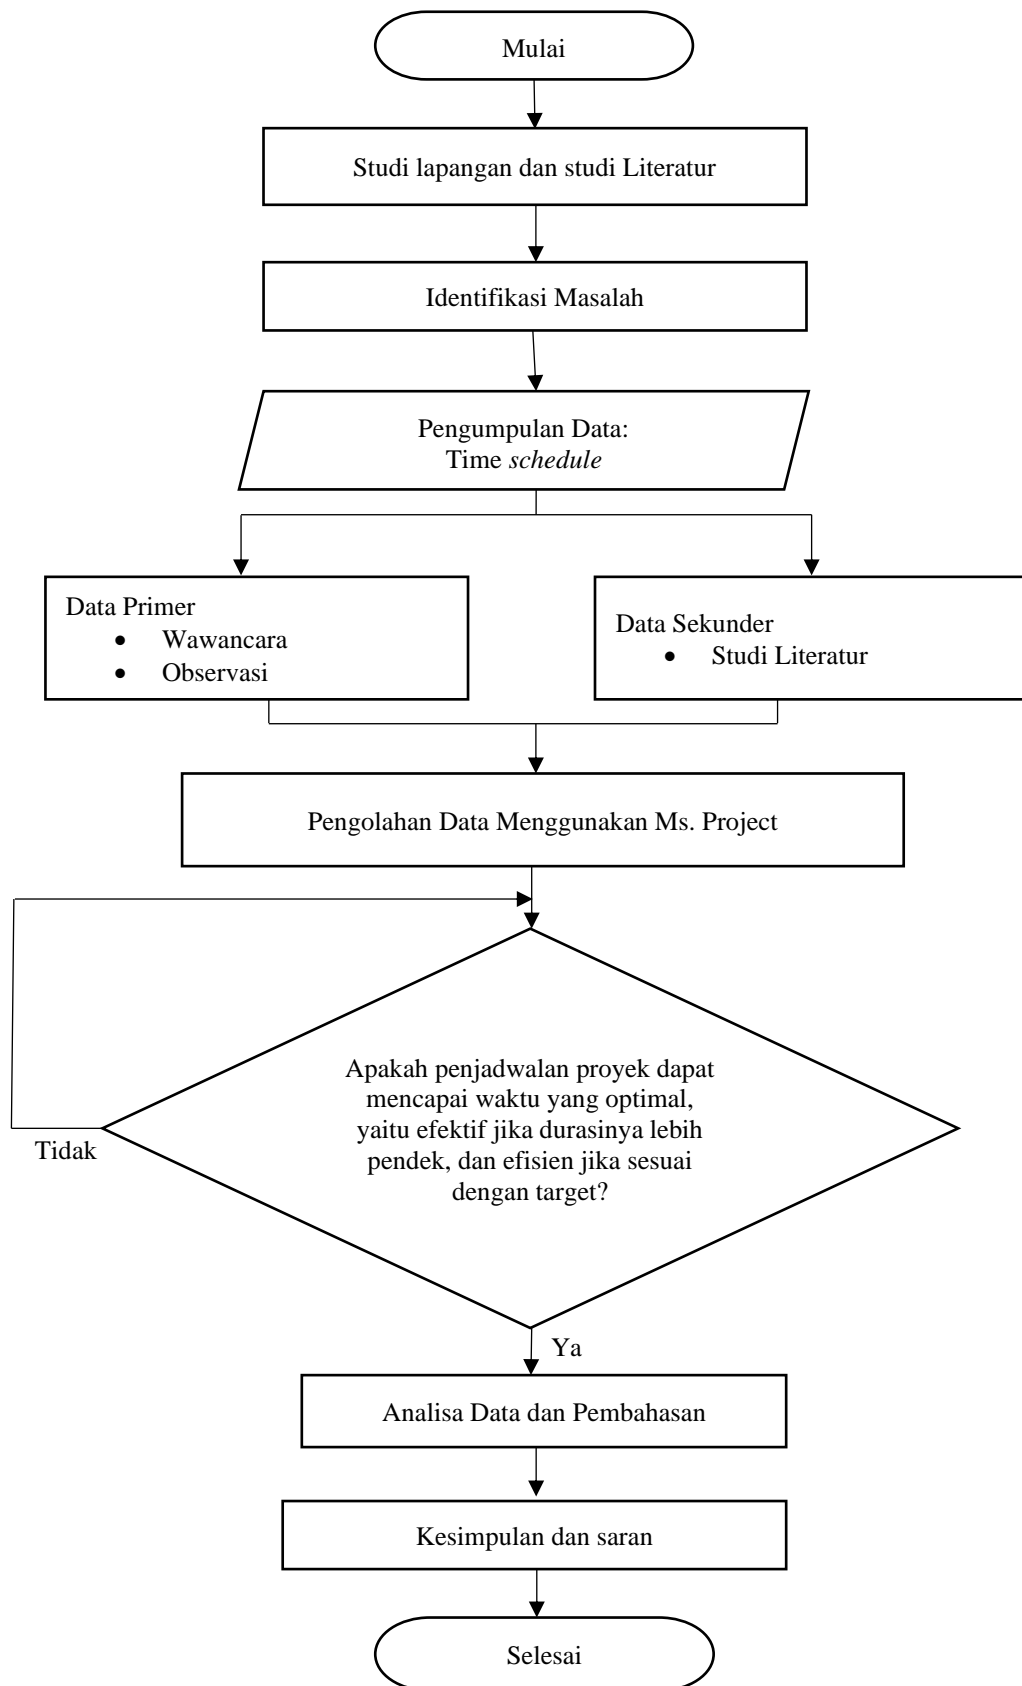 Mulai
Studi lapangan dan studi Literatur
Identifikasi Masalah
Pengumpulan Data:
Time schedule
Data Primer
• Wawancara
• Observasi
Data Sekunder
• Studi Literatur
Pengolahan Data Menggunakan Ms. Project
Apakah penjadwalan proyek dapat
mencapai waktu yang optimal,
yaitu efektif jika durasinya lebih
pendek, dan efisien jika sesuai
dengan target?
Tidak
Ya
Analisa Data dan Pembahasan
Kesimpulan dan saran
Selesai